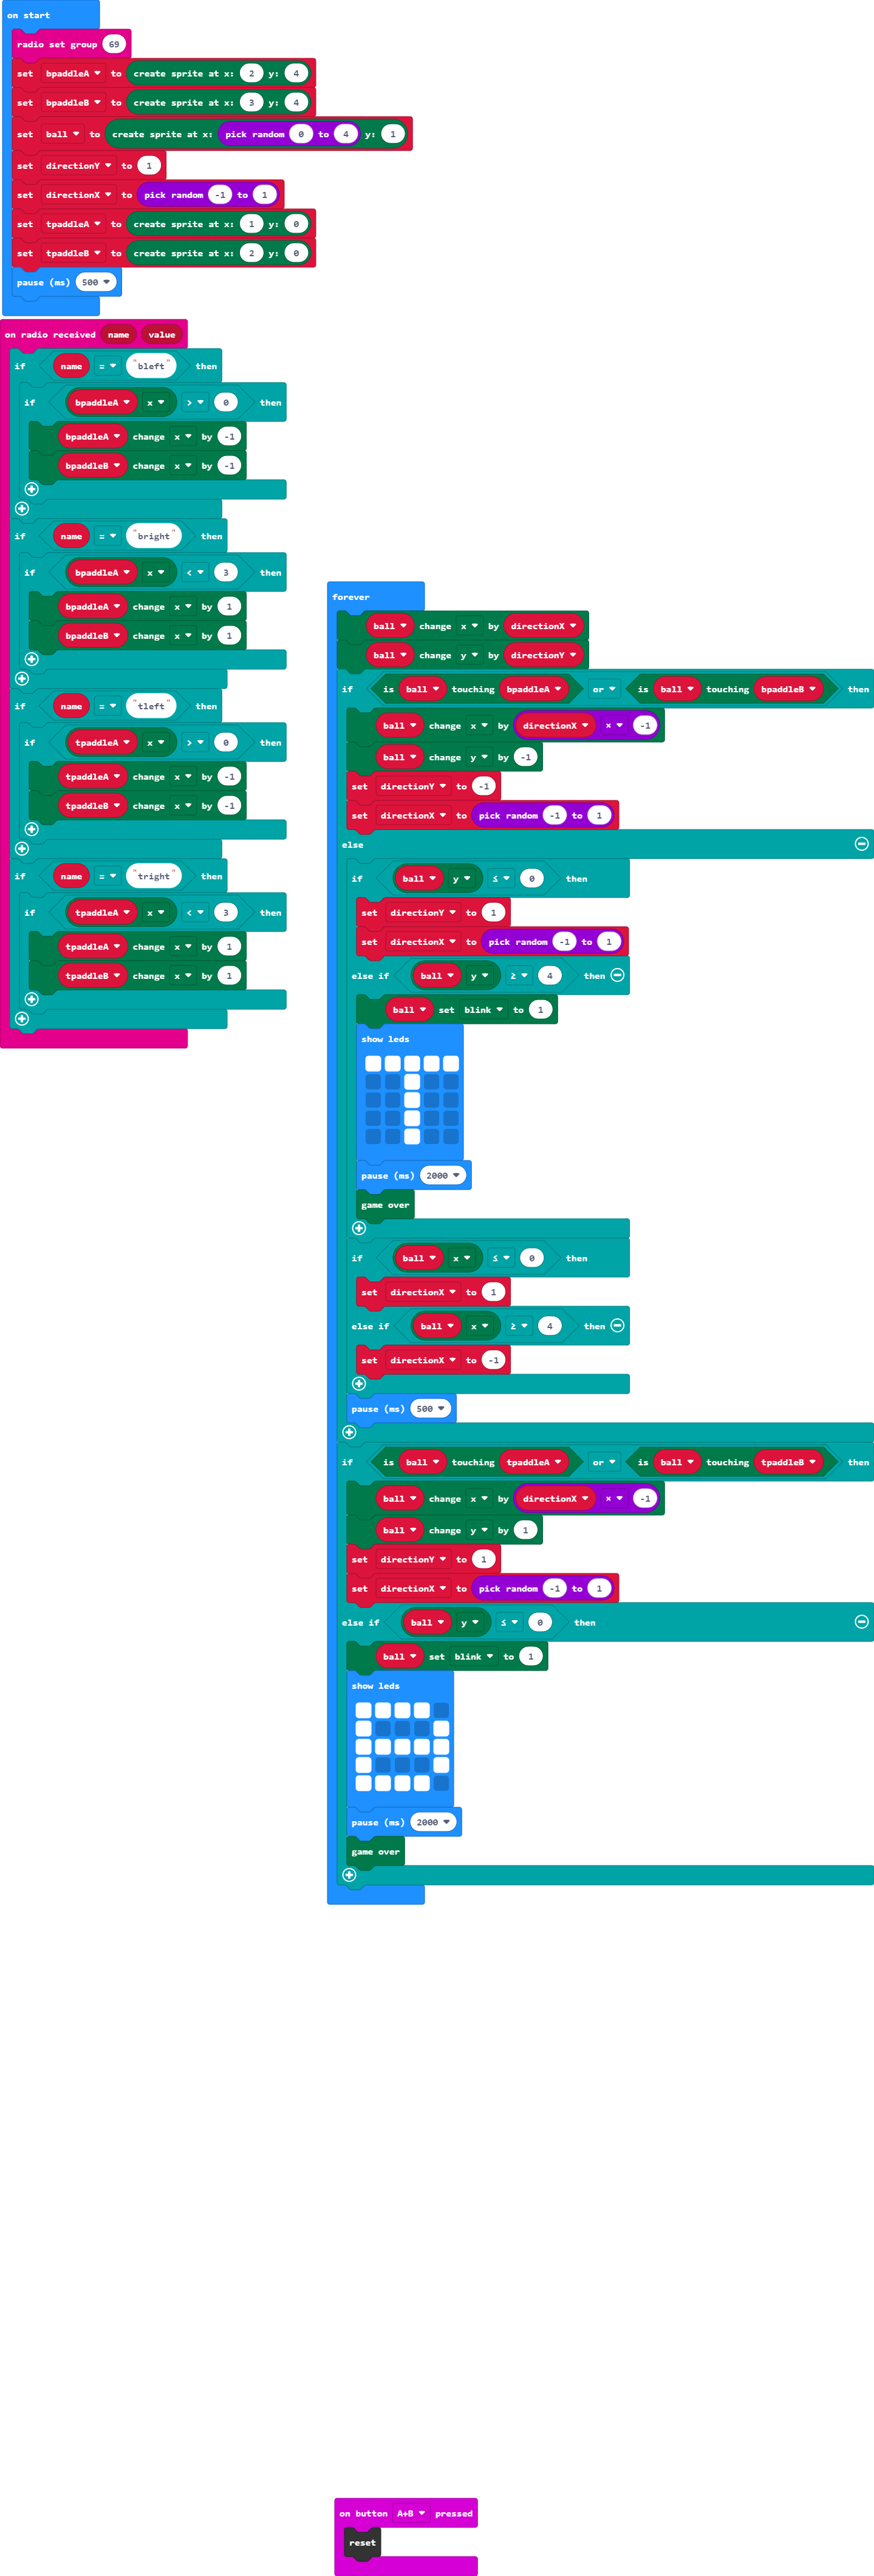 on start
radio set group 69
set bpaddleA to create sprite at x: 2 y: 4
set bpaddleB to create sprite at x: 3 y: 4
set ball to create sprite at x: pick random 0 to 4 y: 1
set directionY to 1
set directionX to pick random -1 to 1
set tpaddleA to create sprite at x: 1 y: 0
set tpaddleB to create sprite at x: 2 y: 0
pause (ms) 500
on radio received name value
if name = "bleft" then
if bpaddleA x > 0 then
bpaddleA change x by -1
bpaddleB change x by -1
if name = "bright" then
if bpaddleA x < 3 then
bpaddleA change x by 1
bpaddleB change x by 1
if name = "tleft" then
if tpaddleA x > 0 then
tpaddleA change x by -1
tpaddleB change x by -1
if name = "tright" then
if tpaddleA x < 3 then
tpaddleA change x by 1
tpaddleB change x by 1
forever
ball change x by directionX
ball change y by directionY
if is ball touching bpaddleA or is ball touching bpaddleB then
ball change x by directionX × -1
ball change y by -1
set directionY to -1
set directionX to pick random -1 to 1
else
if ball y ≤ 0 then
set directionY to 1
set directionX to pick random -1 to 1
else if ball y ≥ 4 then
ball set blink to 1
show leds
pause (ms) 2000
game over
if ball x ≤ 0 then
set directionX to 1
else if ball x ≥ 4 then
set directionX to -1
pause (ms) 500
if is ball touching tpaddleA or is ball touching tpaddleB then
ball change x by directionX × -1
ball change y by 1
set directionY to 1
set directionX to pick random -1 to 1
else if ball y ≤ 0 then
ball set blink to 1
show leds
pause (ms) 2000
game over
on button A+B pressed
reset